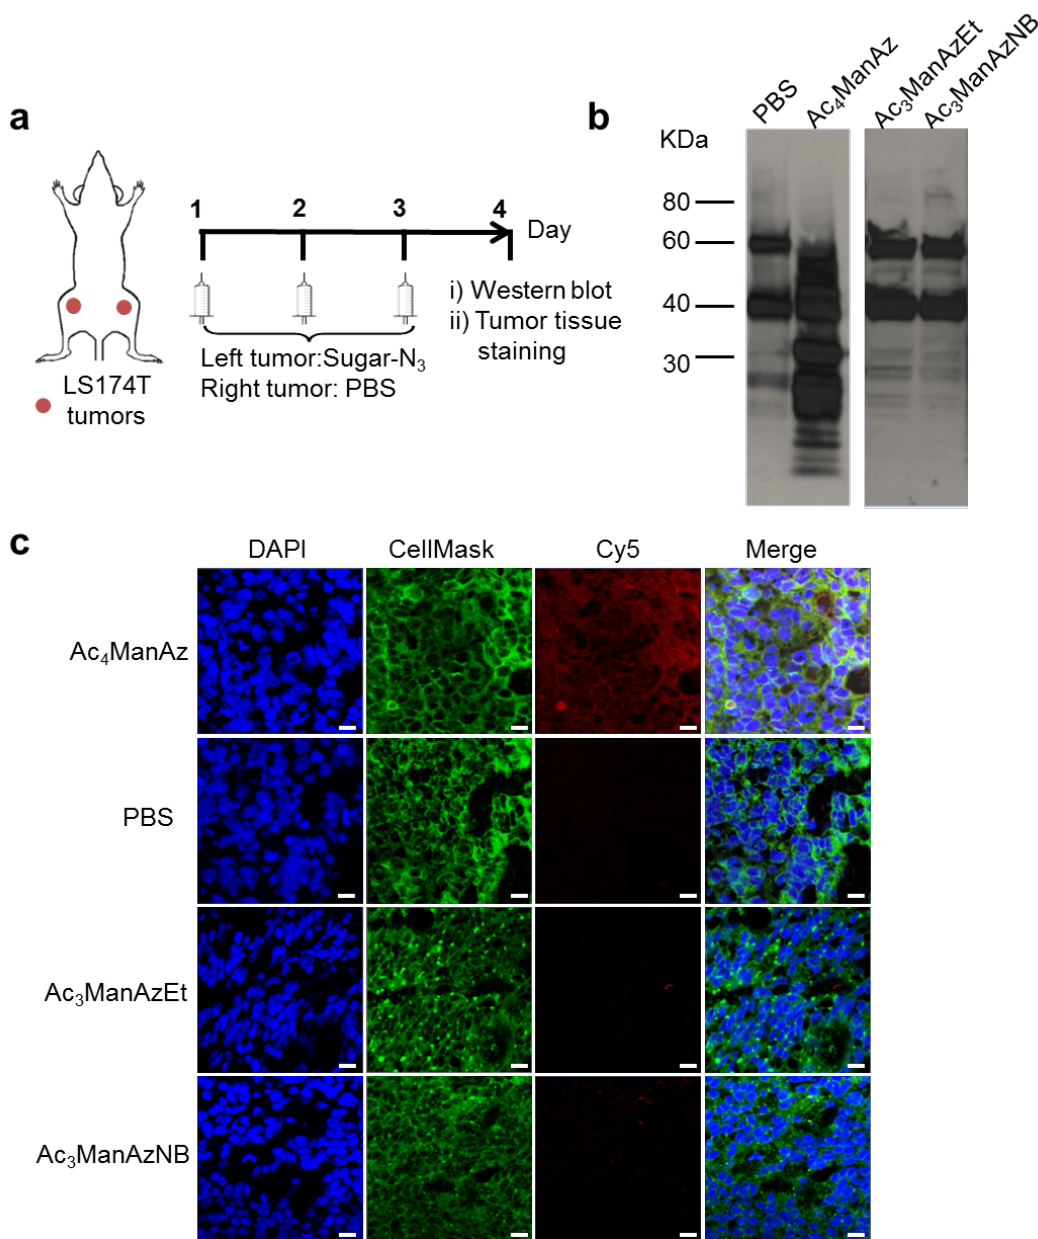 a
1 2 3 4 Day
i) Western blot
ii) Tumor tissue
staining
Left tumor:Sugar-N₃
Right tumor: PBS
LS174T
tumors
b
PBS Ac₄ManAz Ac₃ManAzEt Ac₃ManAzNB
KDa
80
60
40
30
c
DAPI CellMask Cy5 Merge
Ac₄ManAz
PBS
Ac₃ManAzEt
Ac₃ManAzNB